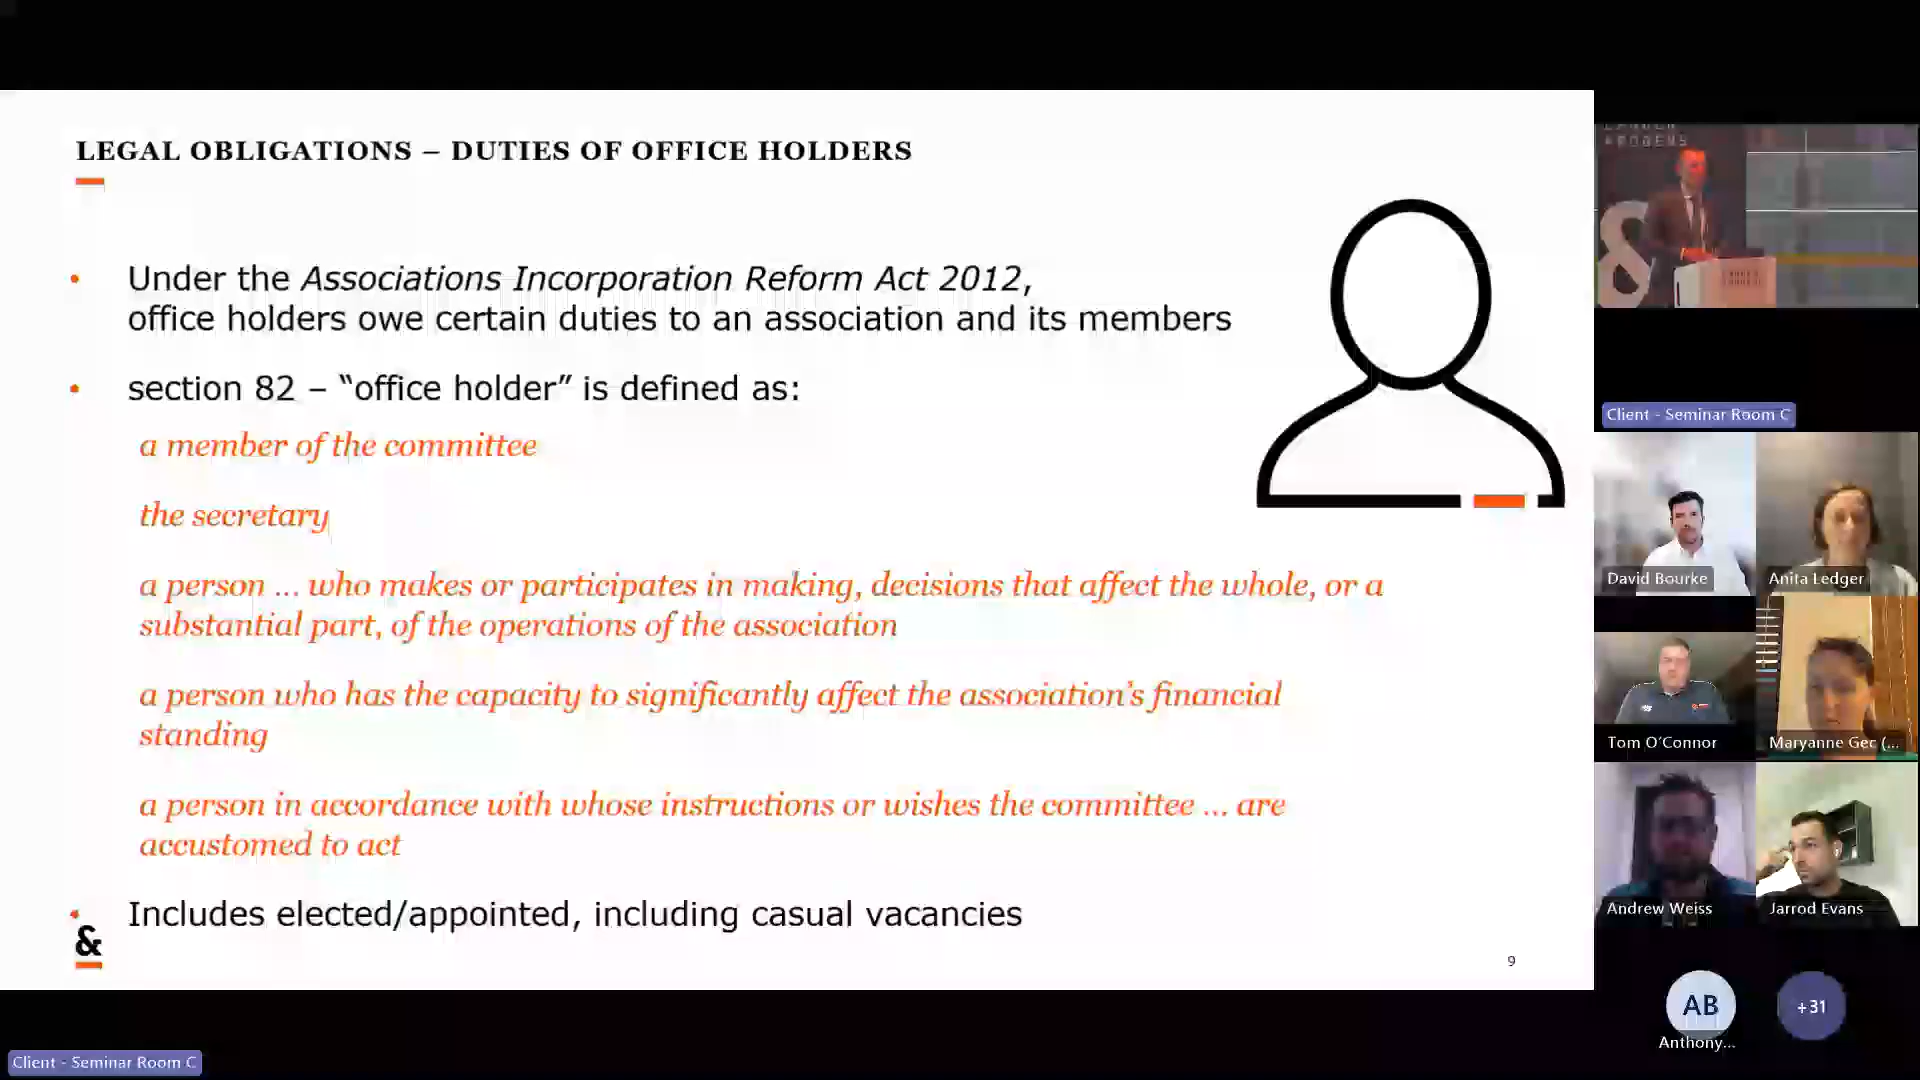 LEGAL OBLIGATIONS – DUTIES OF OFFICE HOLDERS
• Under the Associations Incorporation Reform Act 2012,
office holders owe certain duties to an association and its members
• section 82 – “office holder” is defined as:
a member of the committee
the secretary
a person ... who makes or participates in making, decisions that affect the whole, or a
substantial part, of the operations of the association
a person who has the capacity to significantly affect the association’s financial
standing
a person in accordance with whose instructions or wishes the committee ... are
accustomed to act
• Includes elected/appointed, including casual vacancies
&
9
Client - Seminar Room C
LANDER
&
Client - Seminar Room C
David Bourke
Anita Ledger
Tom O’Connor
Maryanne Gec (...
Andrew Weiss
Jarrod Evans
AB
+31
Anthony...